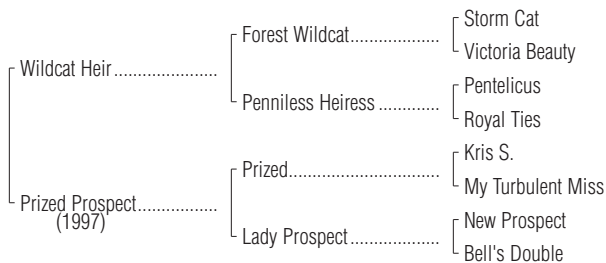 Wildcat Heir
Prized Prospect
(1997)
Forest Wildcat
Penniless Heiress
Prized
Lady Prospect
Storm Cat
Victoria Beauty
Pentelicus
Royal Ties
Kris S.
My Turbulent Miss
New Prospect
Bell's Double